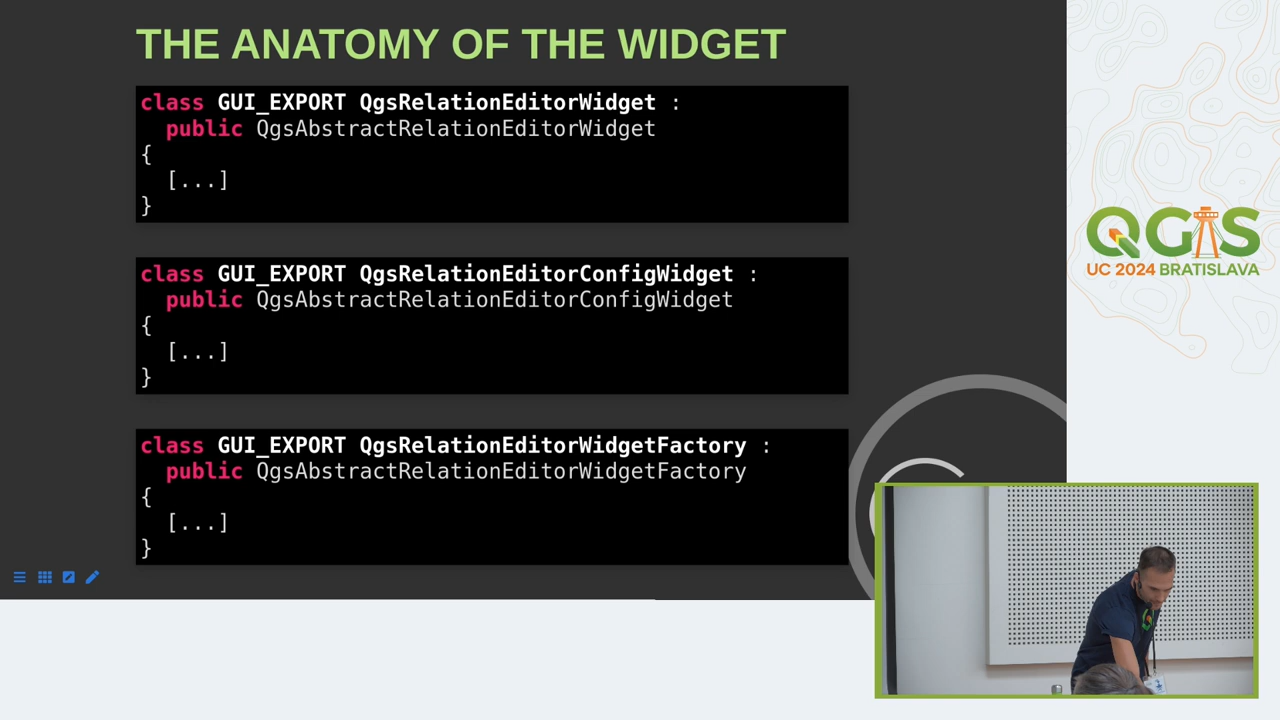 THE ANATOMY OF THE WIDGET
class GUI_EXPORT QgsRelationEditorWidget :
  public QgsAbstractRelationEditorWidget
{
  [...]
}
class GUI_EXPORT QgsRelationEditorConfigWidget :
  public QgsAbstractRelationEditorConfigWidget
{
  [...]
}
class GUI_EXPORT QgsRelationEditorWidgetFactory :
  public QgsAbstractRelationEditorWidgetFactory
{
  [...]
}
QGIS
UC 2024 BRATISLAVA